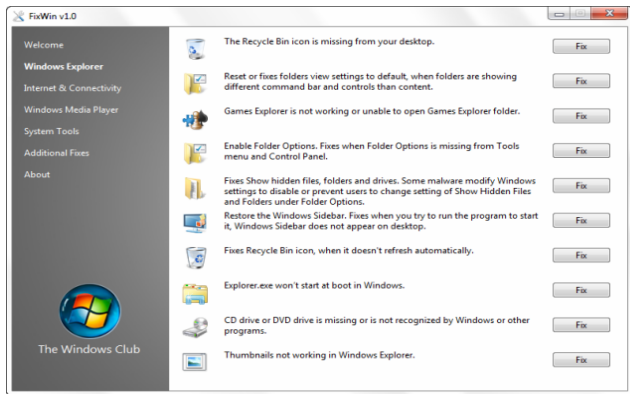 FixWin v1.0
Welcome
Windows Explorer
Internet & Connectivity
Windows Media Player
System Tools
Additional Fixes
About
The Windows Club
The Recycle Bin icon is missing from your desktop.
Fix
Reset or fixes folders view settings to default, when folders are showing
different command bar and controls than content.
Fix
Games Explorer is not working or unable to open Games Explorer folder.
Fix
Enable Folder Options. Fixes when Folder Options is missing from Tools
menu and Control Panel.
Fix
Fixes Show hidden files, folders and drives. Some malware modify Windows
settings to disable or prevent users to change setting of Show Hidden Files
and Folders under Folder Options.
Fix
Restore the Windows Sidebar. Fixes when you try to run the program to start
it, Windows Sidebar does not appear on desktop.
Fix
Fixes Recycle Bin icon, when it doesn't refresh automatically.
Fix
Explorer.exe won't start at boot in Windows.
Fix
CD drive or DVD drive is missing or is not recognized by Windows or other
programs.
Fix
Thumbnails not working in Windows Explorer.
Fix